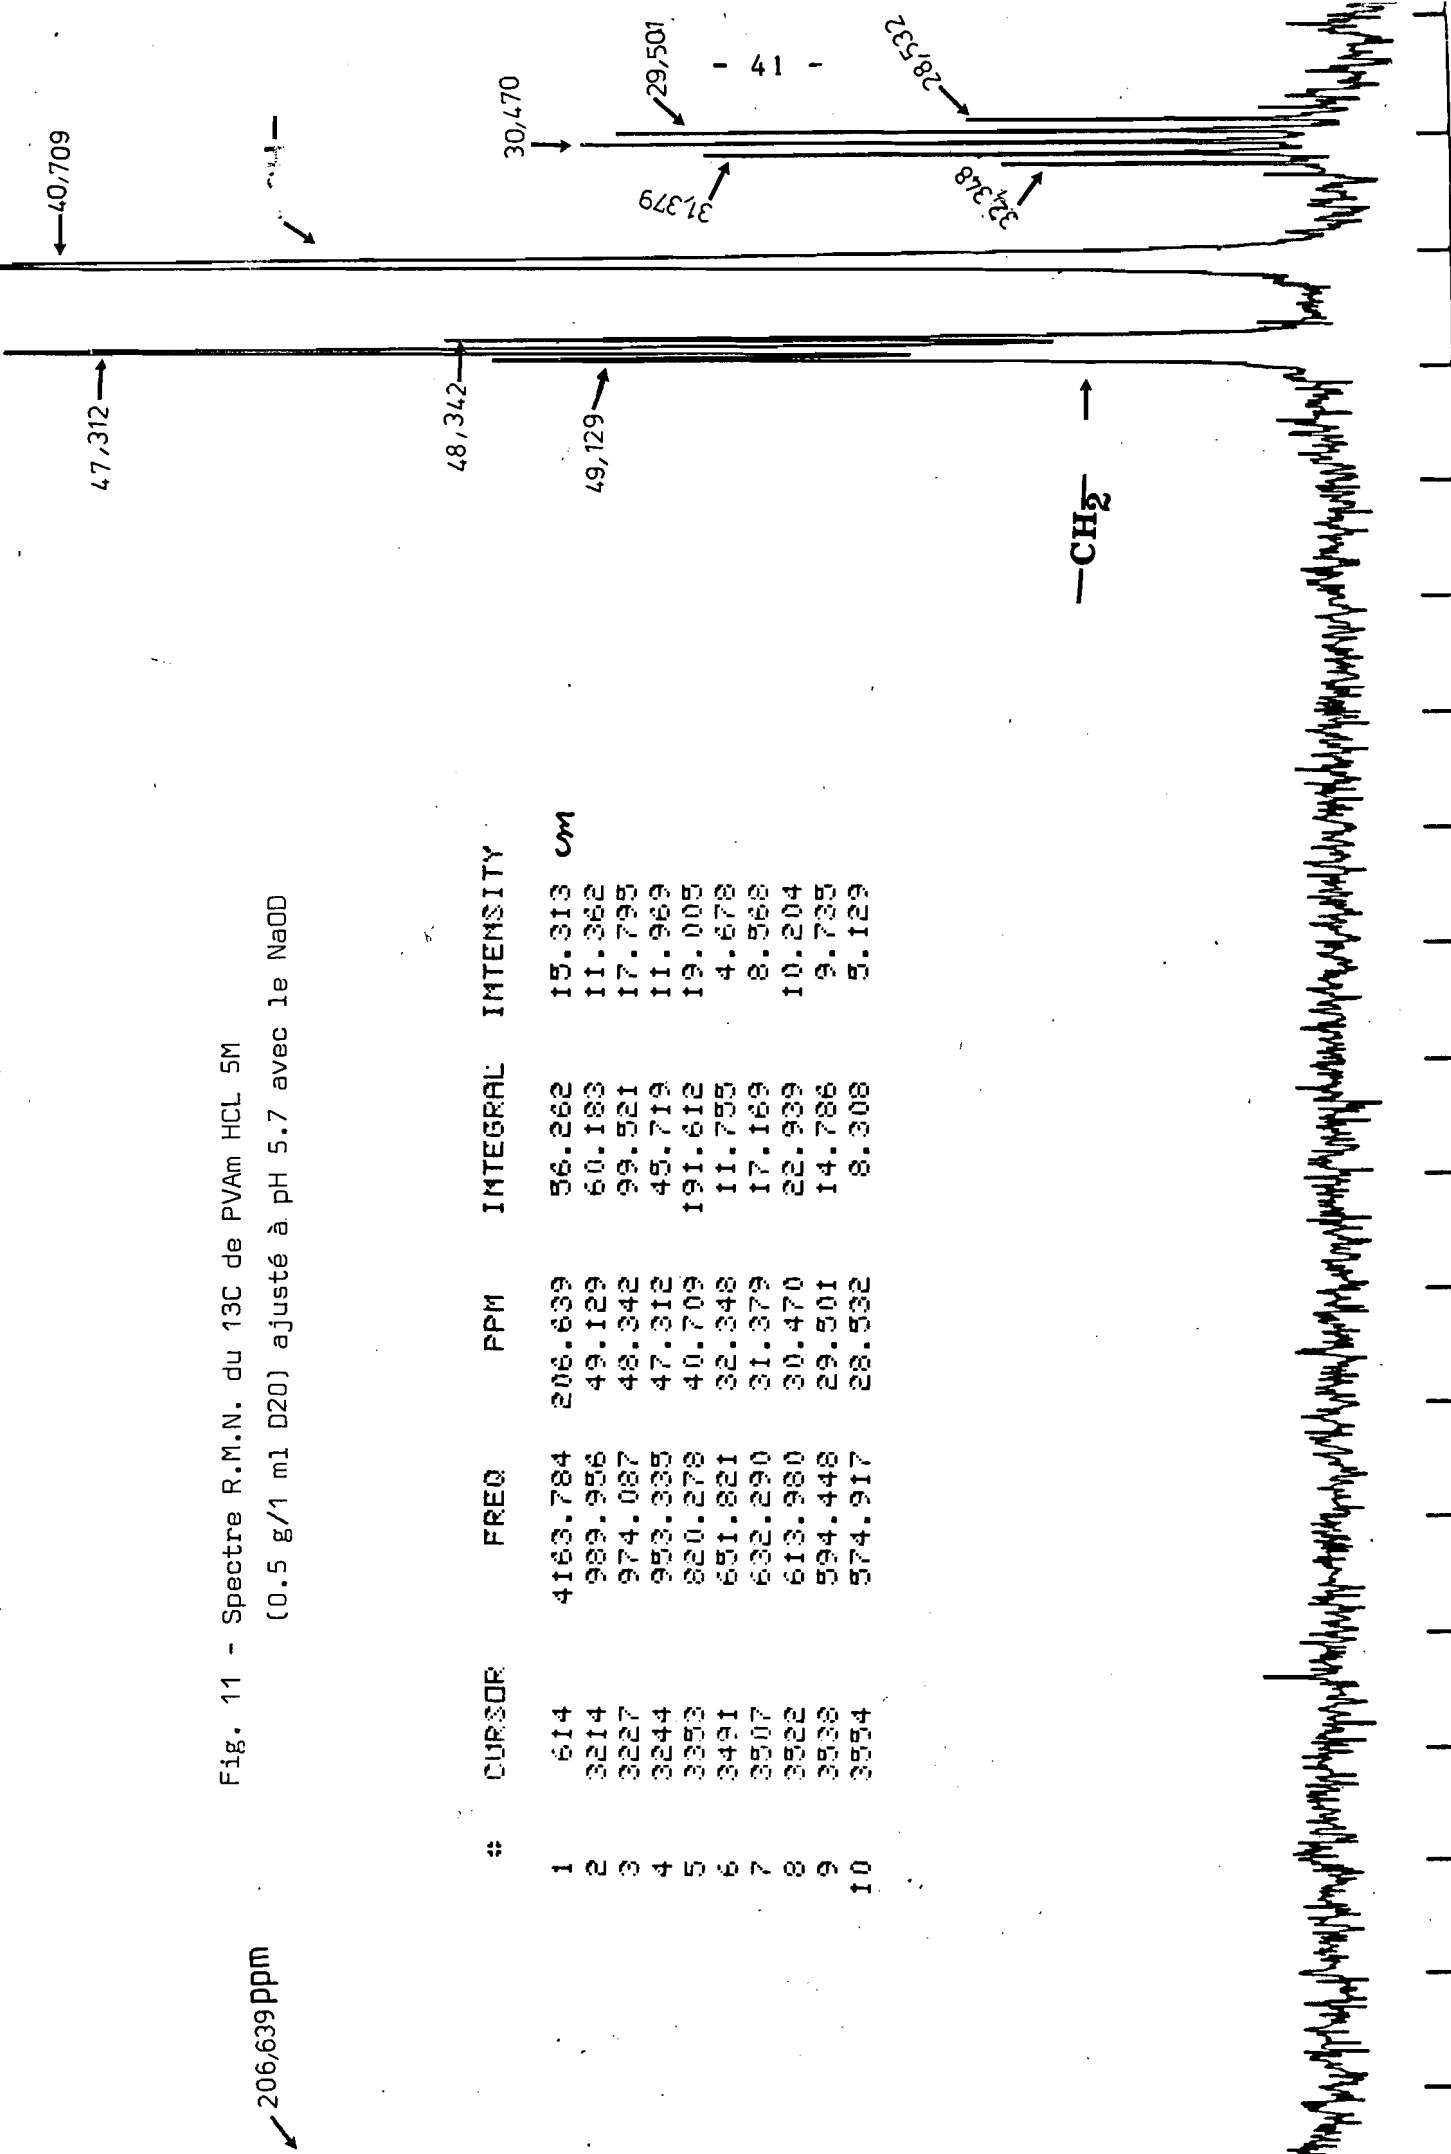 - 41 -
206,639 ppm
Fig. 11 - Spectre R.M.N. du 13C de PVAm HCL 5M
(0.5 g/1 ml D2O) ajusté à pH 5.7 avec le NaOD
# CURSOR FREQ PPM INTEGRAL INTENSITY
1 614 4163.784 206.639 56.262 15.313 cm
2 3214 989.956 49.129 60.183 11.362
3 3227 974.087 48.342 99.521 17.795
4 3244 953.335 47.312 45.719 11.969
5 3353 820.278 40.709 191.612 19.005
6 3491 651.821 32.348 11.755 4.678
7 3507 632.290 31.379 17.169 8.568
8 3522 613.980 30.470 22.939 10.204
9 3538 594.448 29.501 14.786 9.735
10 3554 574.917 28.532 8.308 5.129
47,312
48,342
49,129
—CH2—
40,709
30,470
29,501
31,379
28,532
32,348